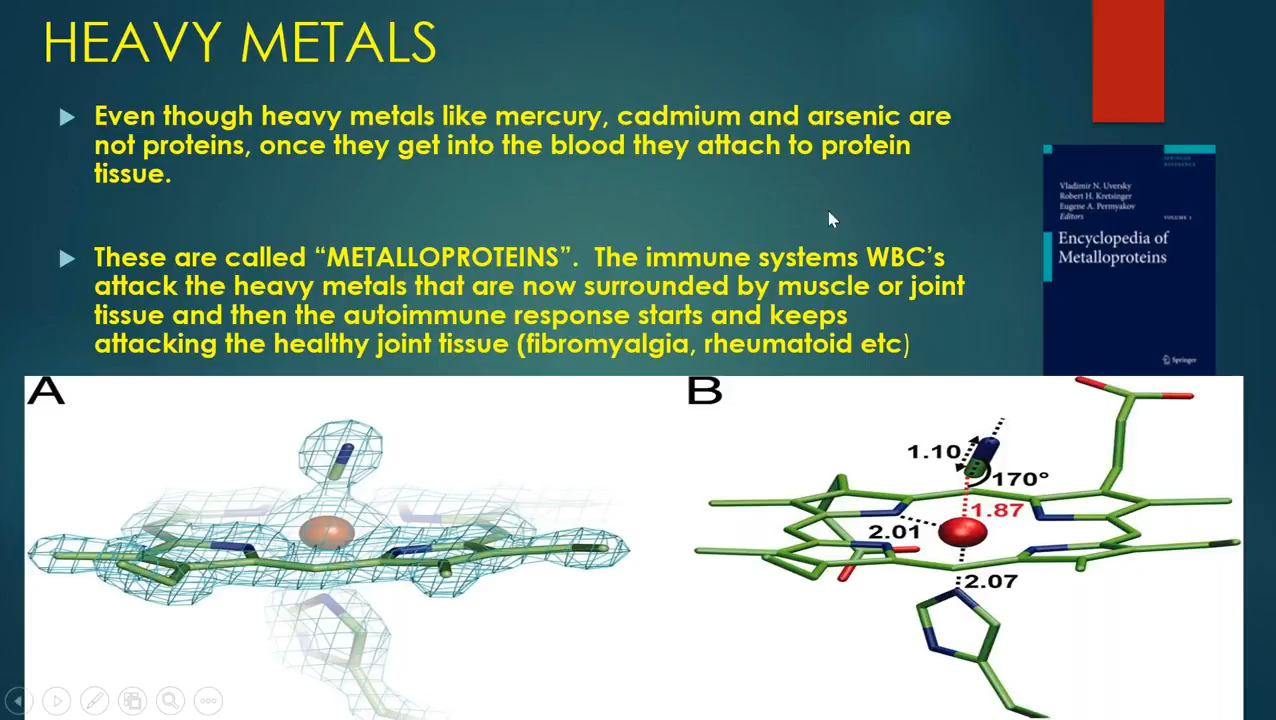 HEAVY METALS
Even though heavy metals like mercury, cadmium and arsenic are
not proteins, once they get into the blood they attach to protein
tissue.
These are called “METALLOPROTEINS”.  The immune systems WBC’s
attack the heavy metals that are now surrounded by muscle or joint
tissue and then the autoimmune response starts and keeps
attacking the healthy joint tissue (fibromyalgia, rheumatoid etc)
SPRINGER
REFERENCE
Vladimir N. Uversky
Robert H. Kretsinger
Eugene A. Permyakov
Editors
VOLUME 1
Encyclopedia of
Metalloproteins
Springer
A
B
1.10
170°
1.87
2.01
2.07